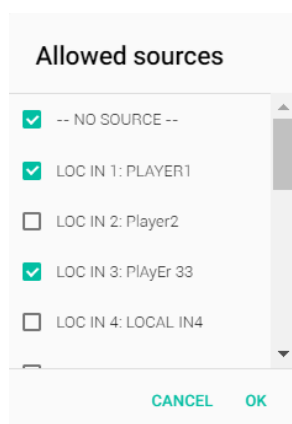 Allowed sources
-- NO SOURCE --
LOC IN 1: PLAYER1
LOC IN 2: Player2
LOC IN 3: PlAyEr 33
LOC IN 4: LOCAL IN4
CANCEL OK